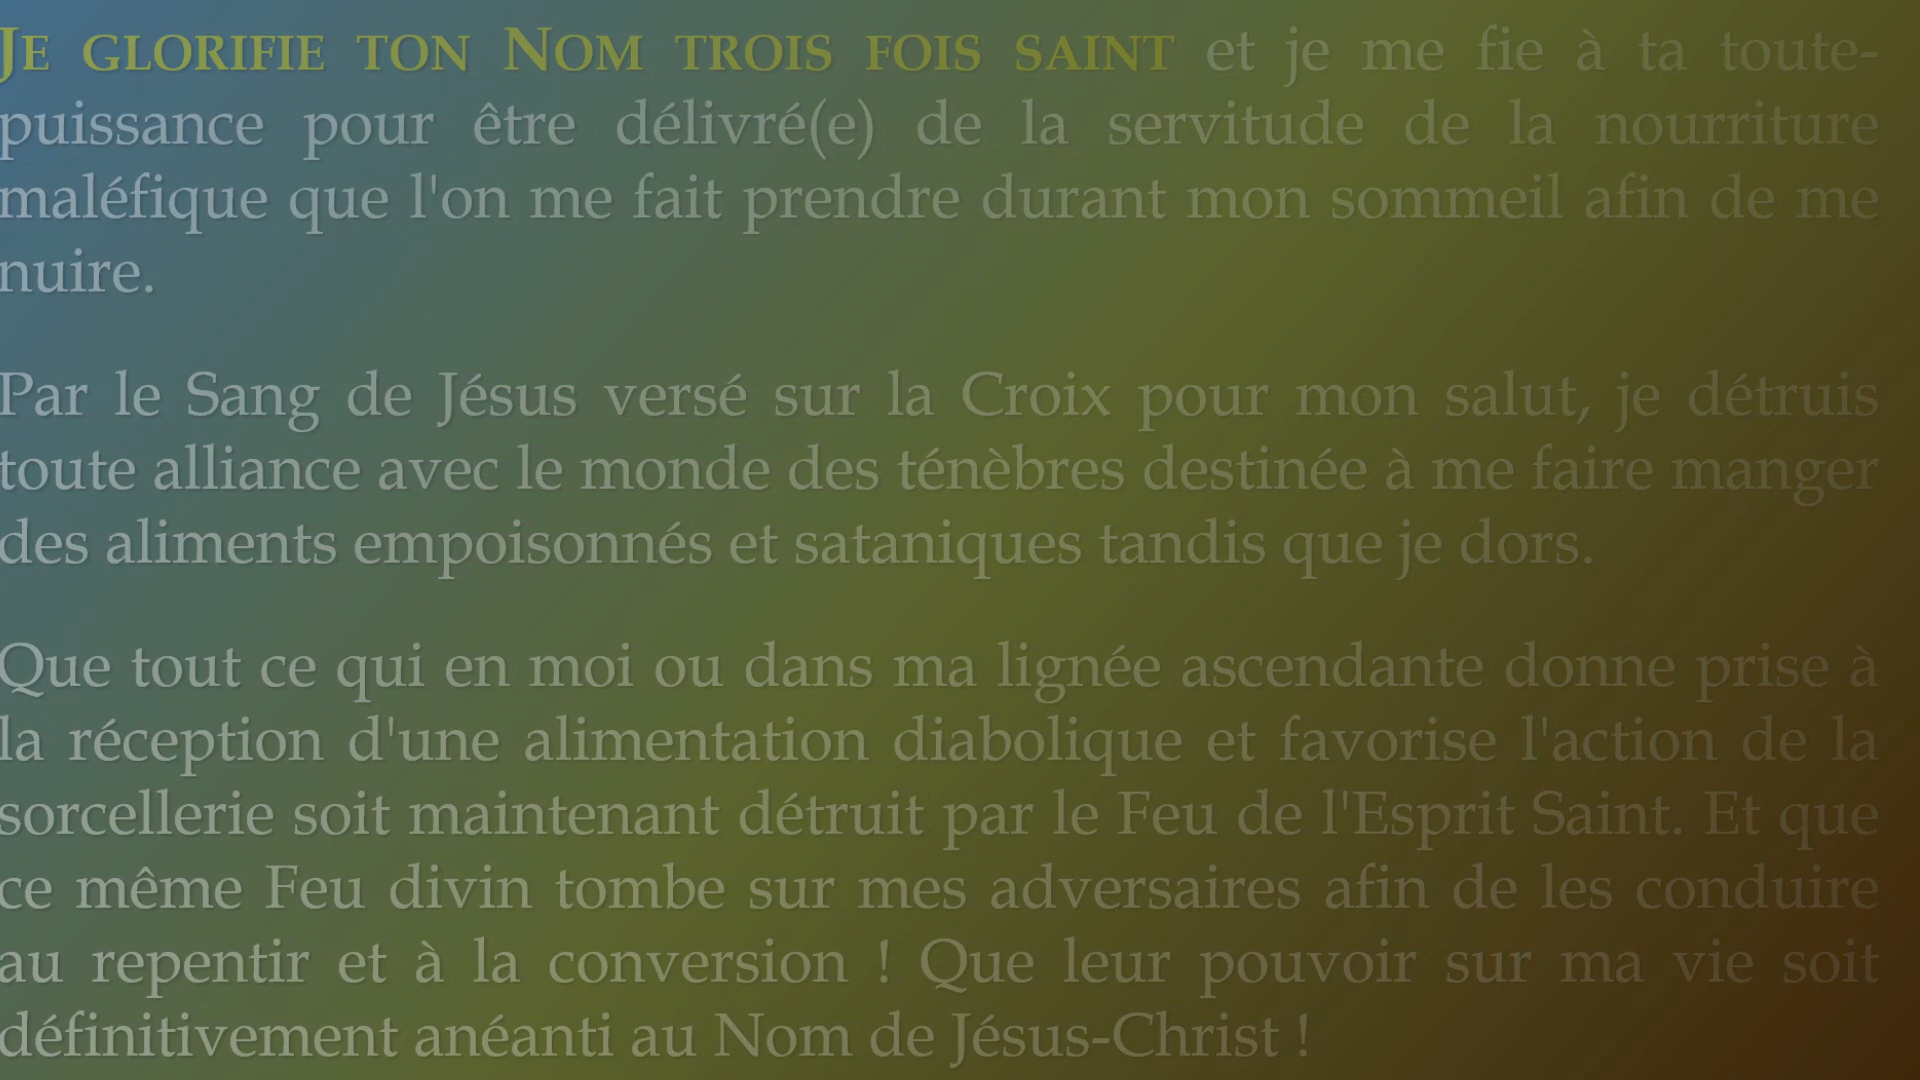 Je glorifie ton Nom trois fois saint et je me fie à ta toute-
puissance pour être délivré(e) de la servitude de la nourriture
maléfique que l'on me fait prendre durant mon sommeil afin de me
nuire.
Par le Sang de Jésus versé sur la Croix pour mon salut, je détruis
toute alliance avec le monde des ténèbres destinée à me faire manger
des aliments empoisonnés et sataniques tandis que je dors.
Que tout ce qui en moi ou dans ma lignée ascendante donne prise à
la réception d'une alimentation diabolique et favorise l'action de la
sorcellerie soit maintenant détruit par le Feu de l'Esprit Saint. Et que
ce même Feu divin tombe sur mes adversaires afin de les conduire
au repentir et à la conversion ! Que leur pouvoir sur ma vie soit
définitivement anéanti au Nom de Jésus-Christ !